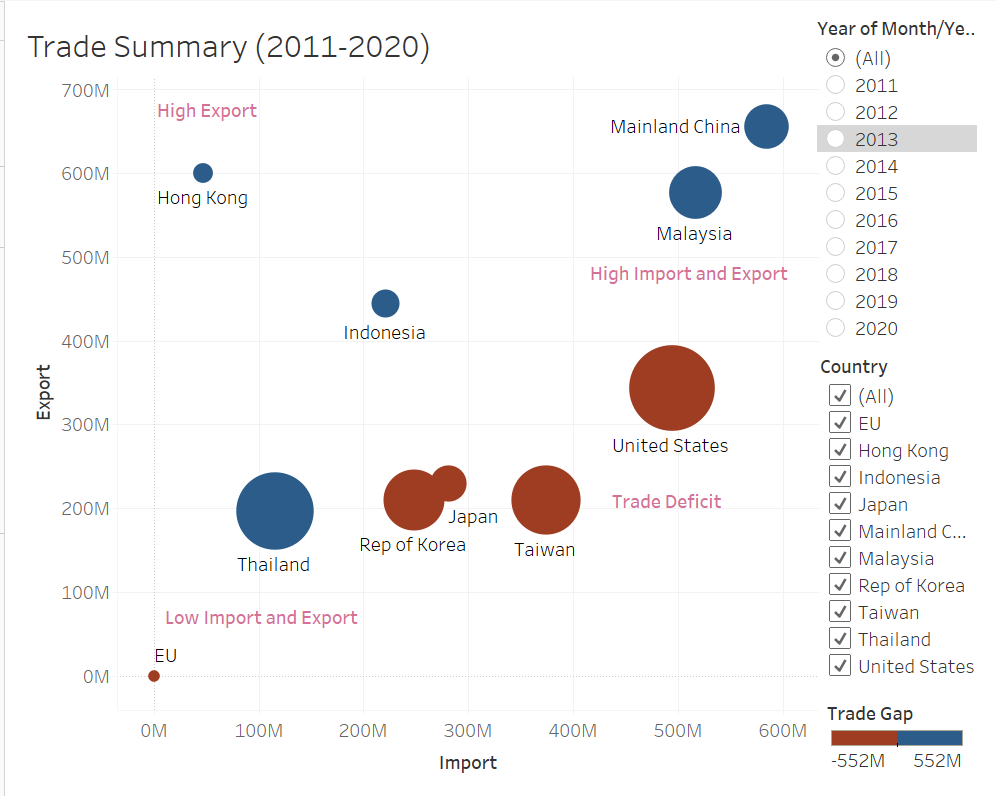 Trade Summary (2011-2020)
700M
600M
500M
400M
300M
200M
100M
0M
Export
High Export
Mainland China
Hong Kong
Malaysia
High Import and Export
Indonesia
United States
Trade Deficit
Japan
Rep of Korea
Taiwan
Thailand
Low Import and Export
EU
0M 100M 200M 300M 400M 500M 600M
Import
Year of Month/Ye..
(All)
2011
2012
2013
2014
2015
2016
2017
2018
2019
2020
Country
(All)
EU
Hong Kong
Indonesia
Japan
Mainland C...
Malaysia
Rep of Korea
Taiwan
Thailand
United States
Trade Gap
-552M 552M